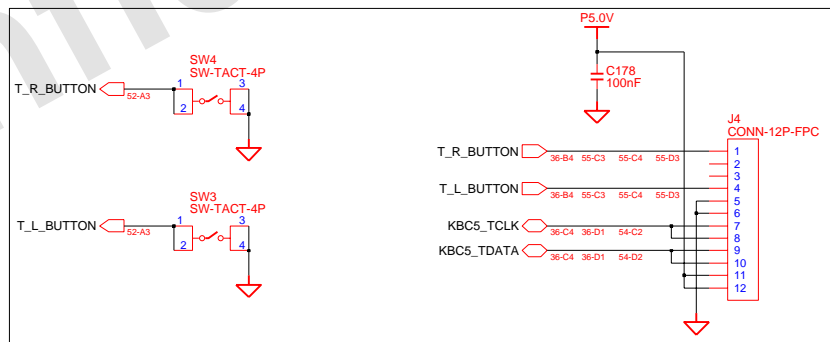 P5.0V
C178
100nF
SW4
SW-TACT-4P
T_R_BUTTON
52-A3
1
2
3
4
SW3
SW-TACT-4P
T_L_BUTTON
52-A3
1
2
3
4
J4
CONN-12P-FPC
T_R_BUTTON 36-B4 55-C3 55-C4 55-D3 1
2
3
T_L_BUTTON 36-B4 55-C3 55-C4 55-D3 4
5
6
KBC5_TCLK 36-C4 36-D1 54-C2 7
8
KBC5_TDATA 36-C4 36-D1 54-D2 9
10
11
12